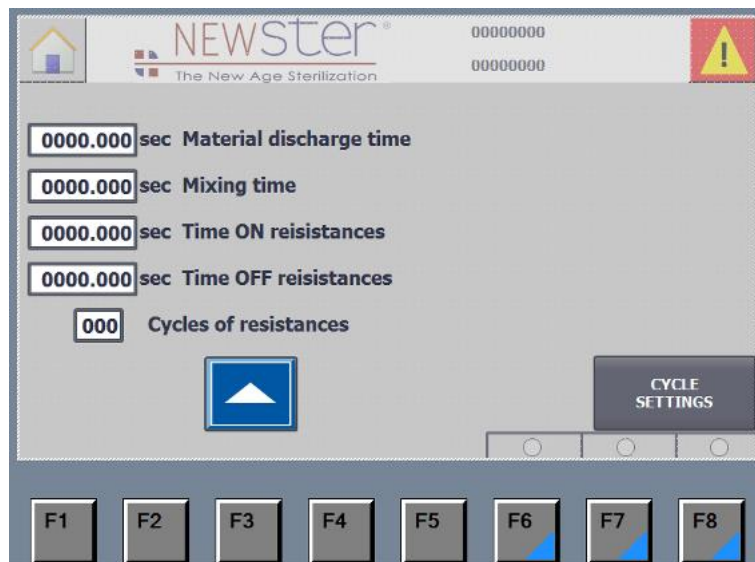 NEWSter®
00000000
The New Age Sterilization
00000000
0000.000 sec Material discharge time
0000.000 sec Mixing time
0000.000 sec Time ON reisistances
0000.000 sec Time OFF reisistances
000 Cycles of resistances
CYCLE
SETTINGS
F1 F2 F3 F4 F5 F6 F7 F8